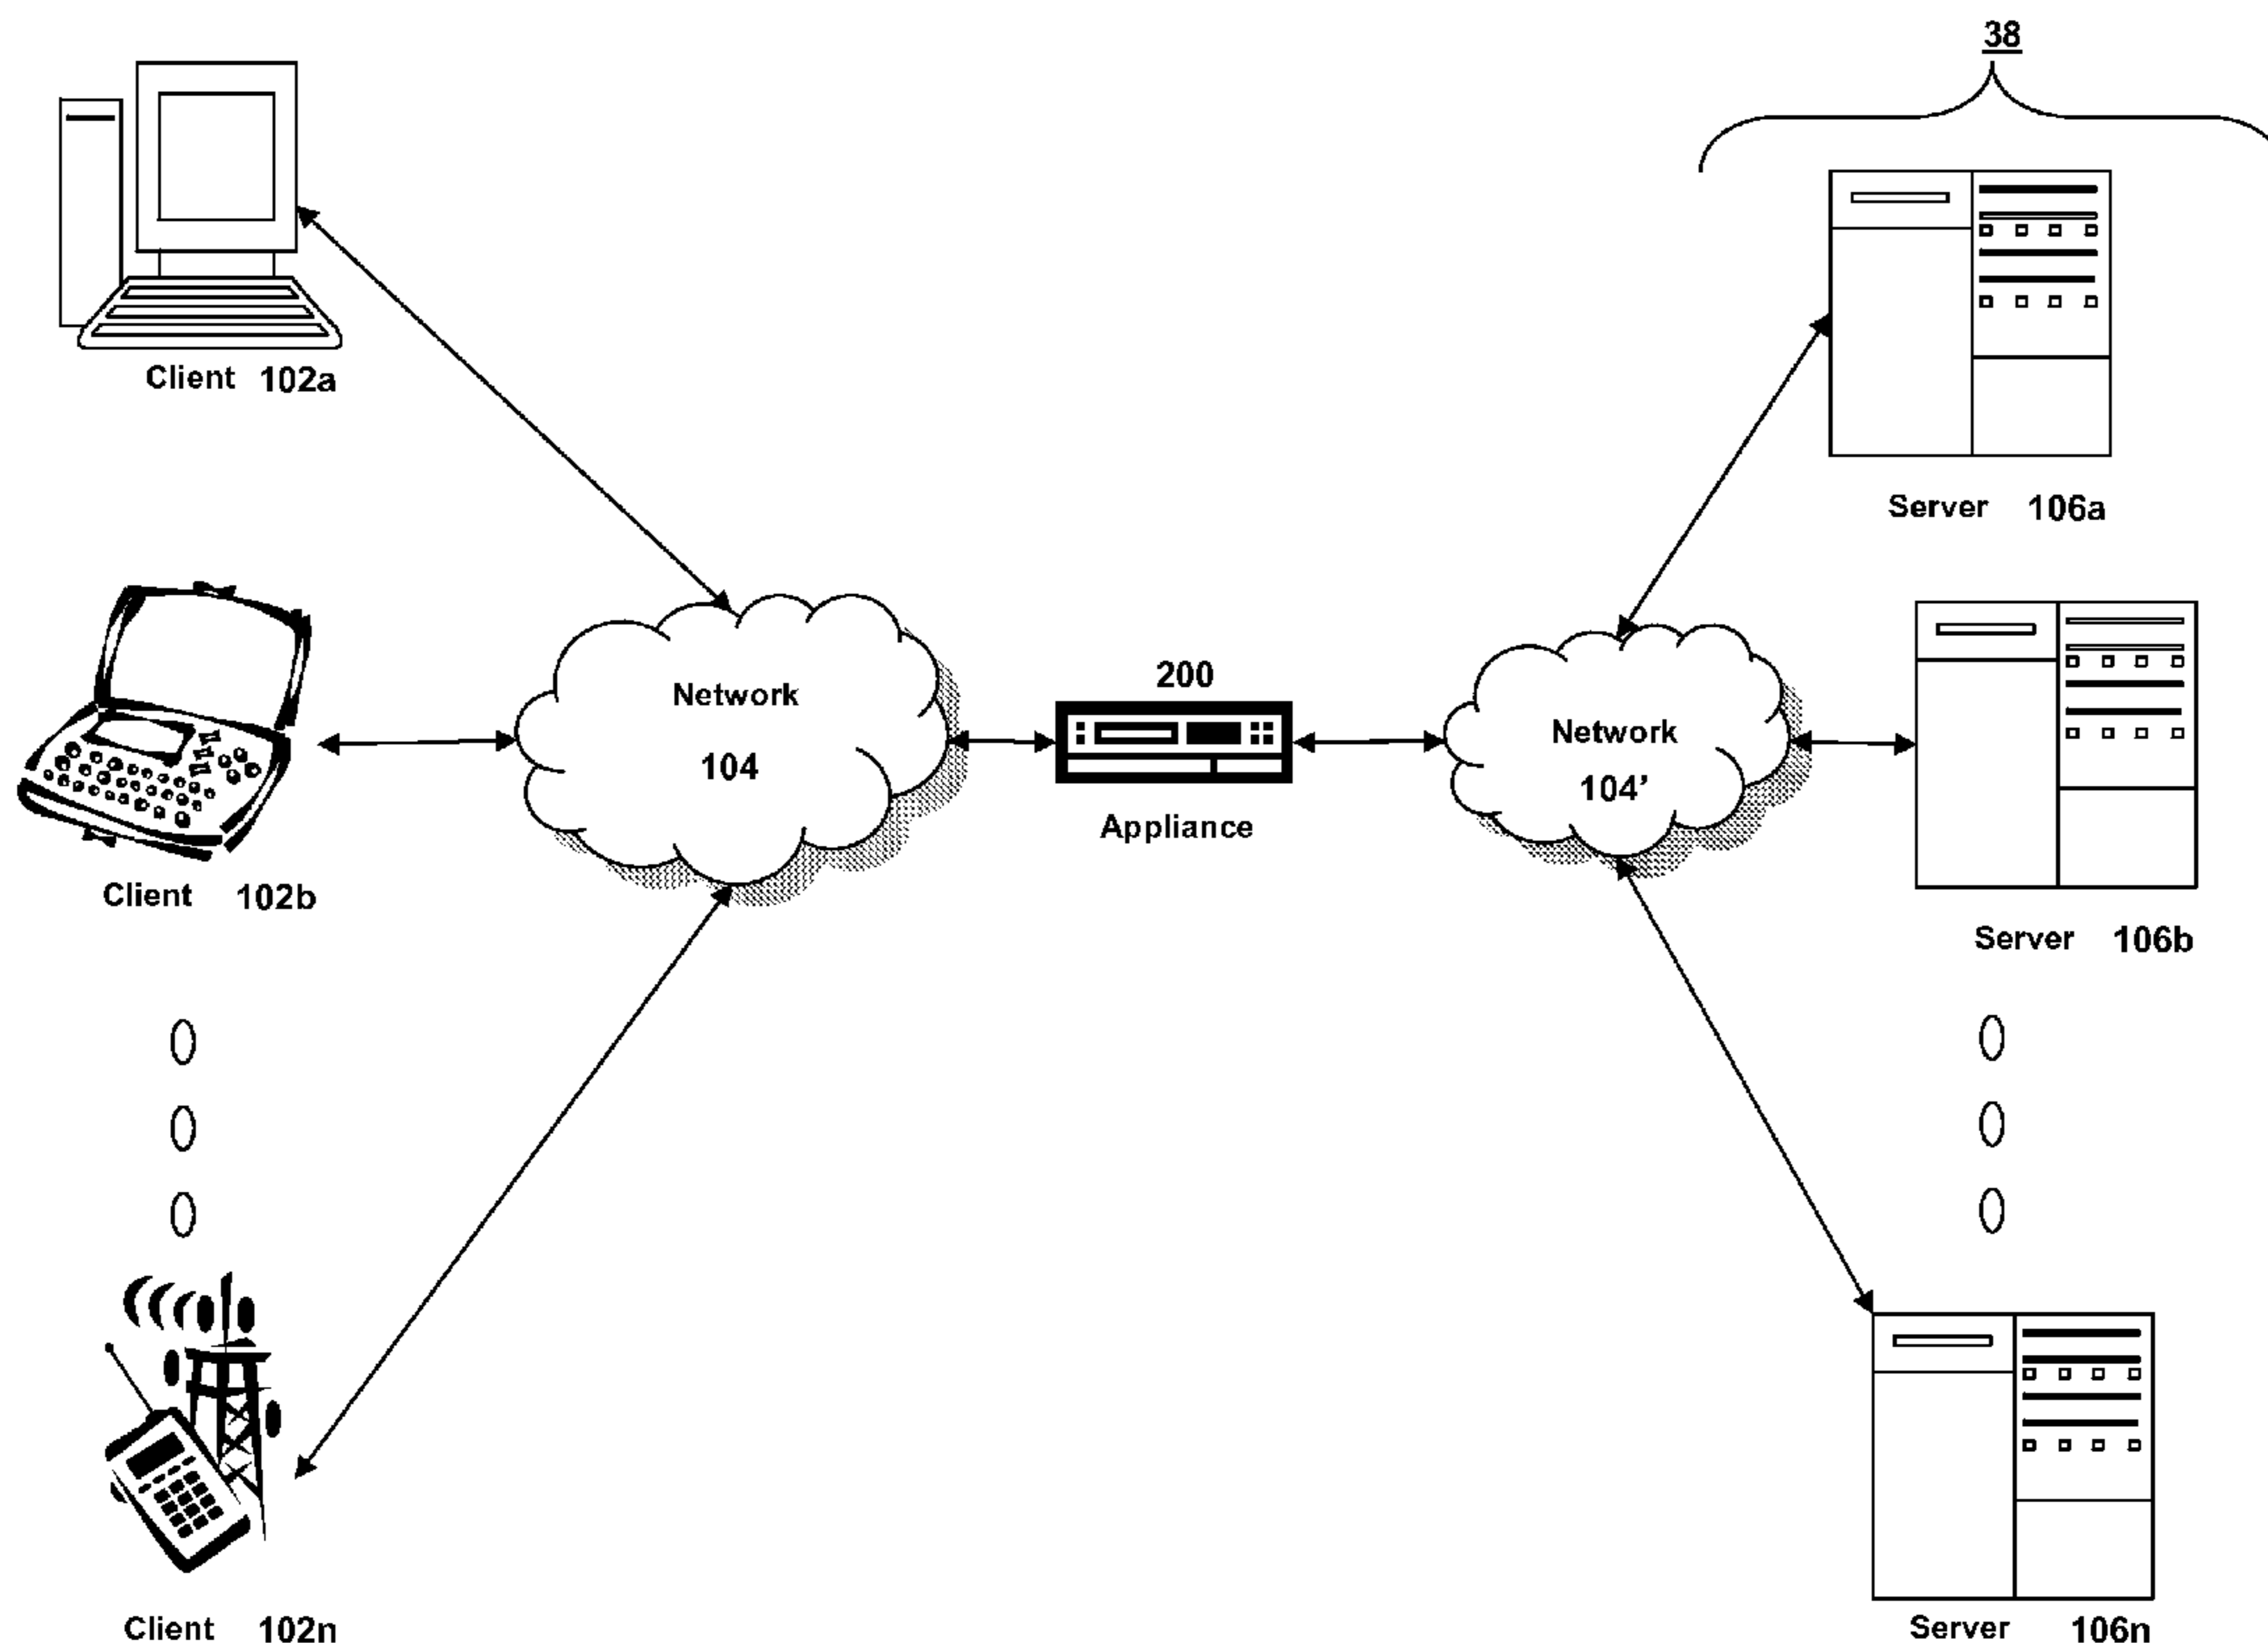 38
Client 102a
Server 106a
Network
104
200
Appliance
Network
104'
Client 102b
Server 106b
Client 102n
Server 106n